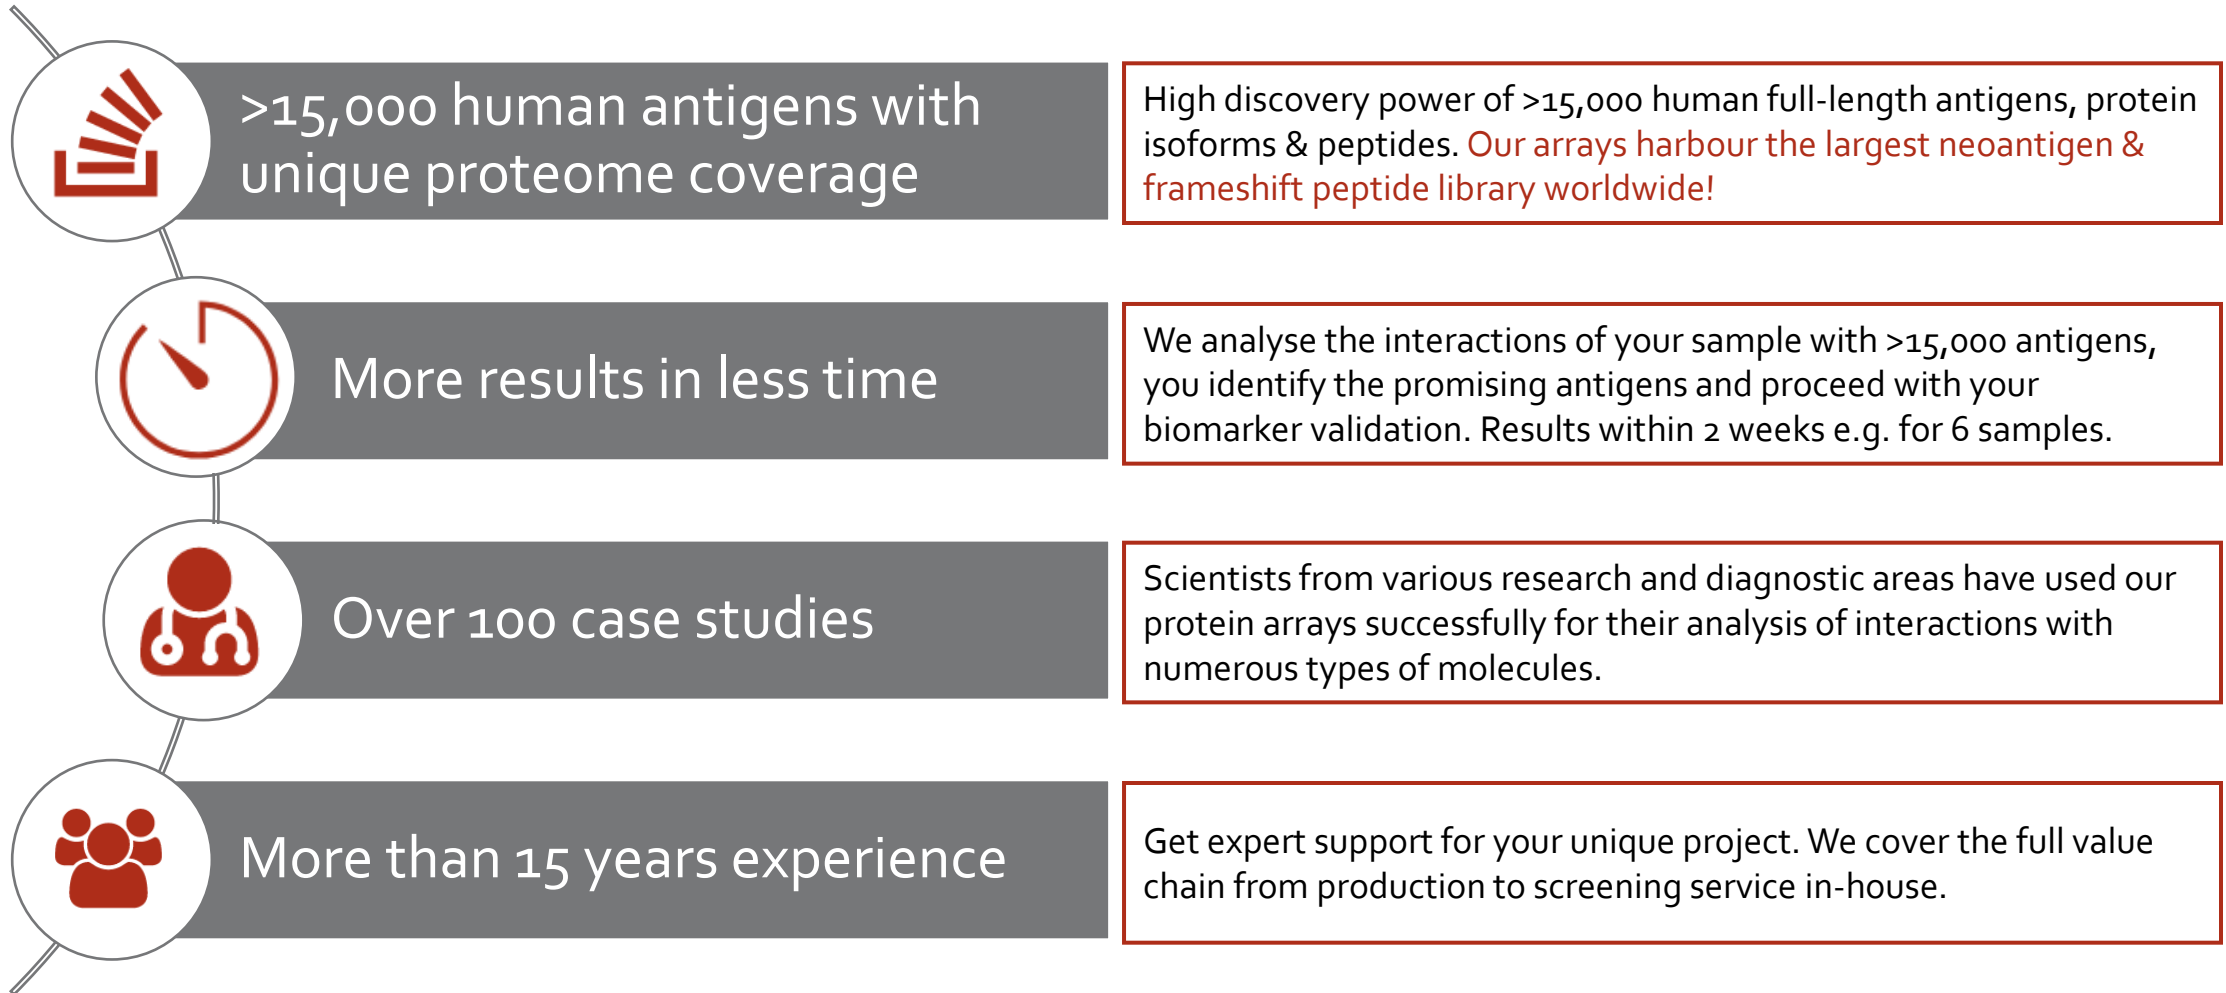 >15,000 human antigens with
unique proteome coverage
High discovery power of >15,000 human full-length antigens, protein
isoforms & peptides. Our arrays harbour the largest neoantigen &
frameshift peptide library worldwide!
More results in less time
We analyse the interactions of your sample with >15,000 antigens,
you identify the promising antigens and proceed with your
biomarker validation. Results within 2 weeks e.g. for 6 samples.
Over 100 case studies
Scientists from various research and diagnostic areas have used our
protein arrays successfully for their analysis of interactions with
numerous types of molecules.
More than 15 years experience
Get expert support for your unique project. We cover the full value
chain from production to screening service in-house.